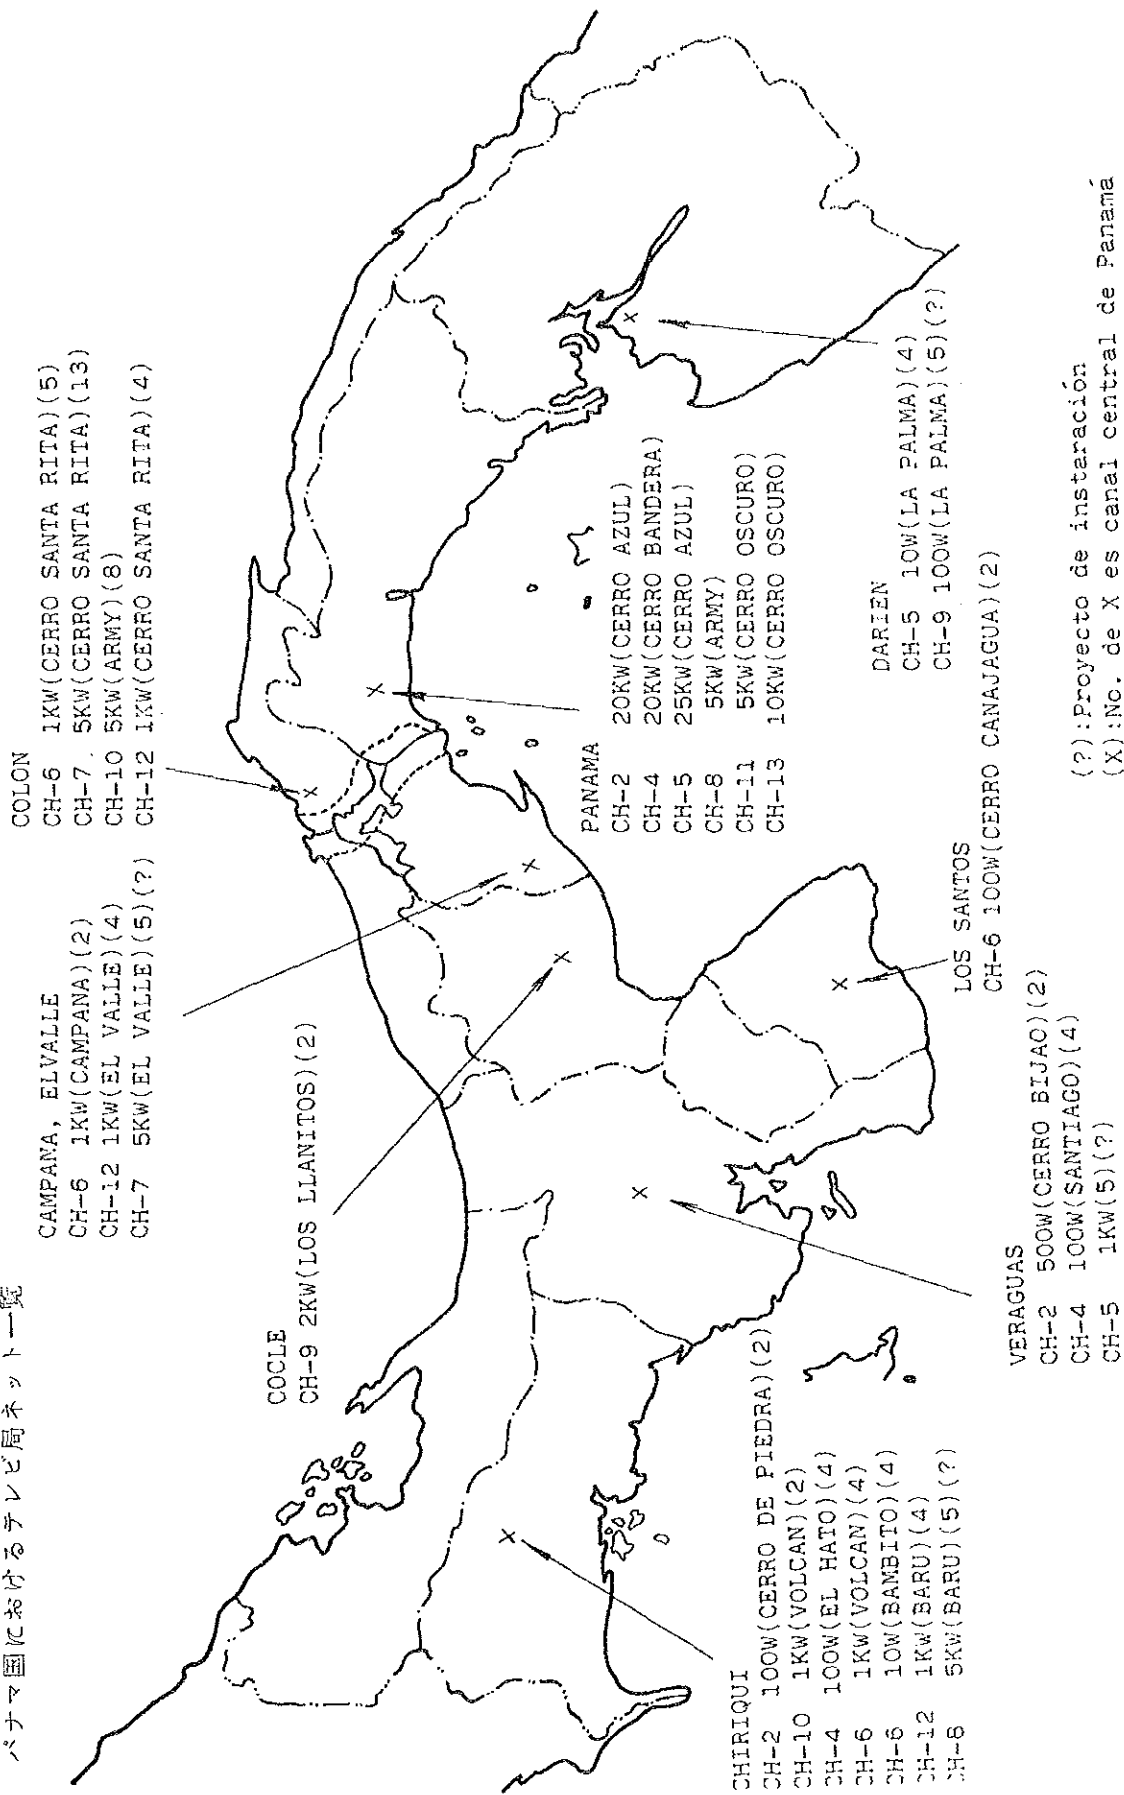 パナマ国におけるテレビ局ネット一覧
COLON
CH-6 1KW(CERRO SANTA RITA)(5)
CH-7. 5KW(CERRO SANTA RITA)(13)
CH-10 5KW(ARMY)(8)
CH-12 1KW(CERRO SANTA RITA)(4)
CAMPANA, ELVALLE
CH-6 1KW(CAMPANA)(2)
CH-12 1KW(EL VALLE)(4)
CH-7 5KW(EL VALLE)(5)(?)
COCLE
CH-9 2KW(LOS LLANITOS)(2)
PANAMA
CH-2 20KW(CERRO AZUL)
CH-4 20KW(CERRO BANDERA)
CH-5 25KW(CERRO AZUL)
CH-8 5KW(ARMY)
CH-11 5KW(CERRO OSCURO)
CH-13 10KW(CERRO OSCURO)
DARIEN
CH-5 10W(LA PALMA)(4)
CH-9 100W(LA PALMA)(5)(?)
LOS SANTOS
CH-6 100W(CERRO CANAJAGUA)(2)
VERAGUAS
CH-2 500W(CERRO BIJAO)(2)
CH-4 100W(SANTIAGO)(4)
CH-5 1KW(5)(?)
CHIRIQUI
CH-2 100W(CERRO DE PIEDRA)(2)
CH-10 1KW(VOLCAN)(2)
CH-4 100W(EL HATO)(4)
CH-6 1KW(VOLCAN)(4)
CH-6 10W(BAMBITO)(4)
CH-12 1KW(BARU)(4)
CH-8 5KW(BARU)(5)(?)
(?):Proyecto de instaración
(X):No. de X es canal central de Panamá